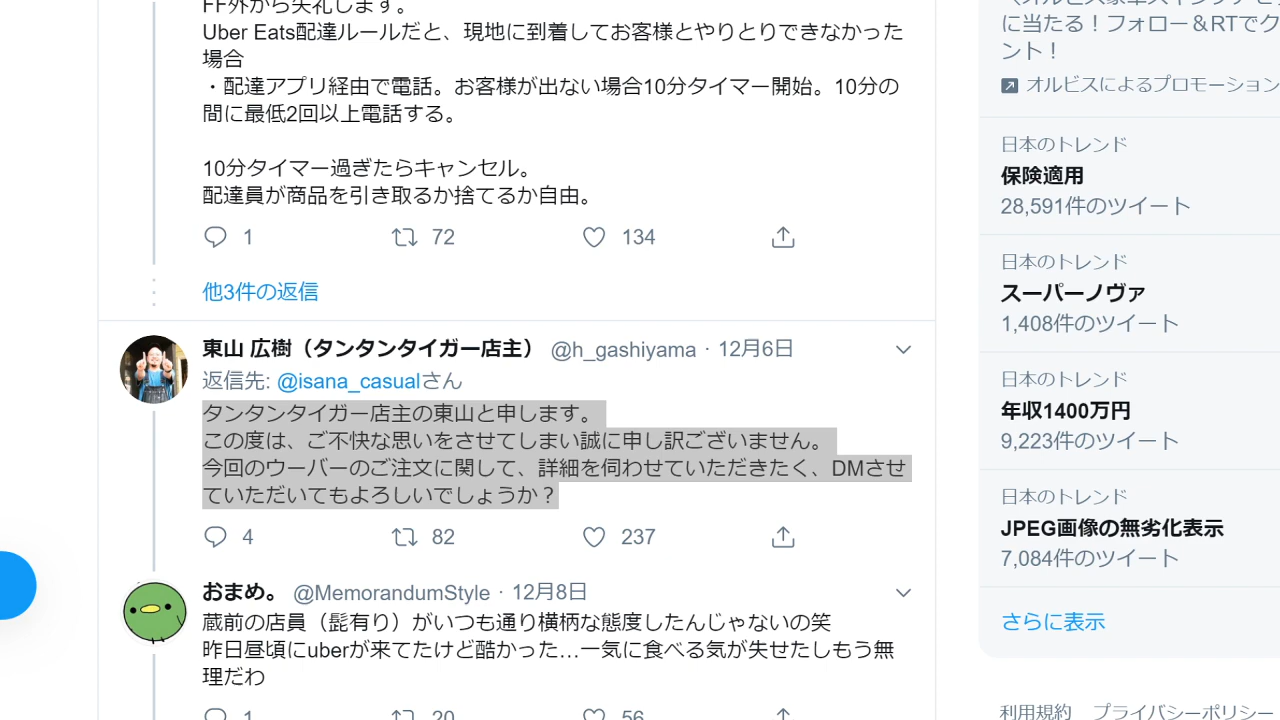 FF外から失礼します。
Uber Eats配達ルールだと、現地に到着してお客様とやりとりできなかった
場合
・配達アプリ経由で電話。お客様が出ない場合10分タイマー開始。10分の
間に最低2回以上電話する。
10分タイマー過ぎたらキャンセル。
配達員が商品を引き取るか捨てるか自由。
1 72 134
他3件の返信
東山 広樹（タンタンタイガー店主） @h_gashiyama · 12月6日
返信先: @isana_casualさん
タンタンタイガー店主の東山と申します。
この度は、ご不快な思いをさせてしまい誠に申し訳ございません。
今回のウーバーのご注文に関して、詳細を伺わせていただきたく、DMさせ
ていただいてもよろしいでしょうか？
4 82 237
おまめ。 @MemorandumStyle · 12月8日
蔵前の店員（髭有り）がいつも通り横柄な態度したんじゃないの笑
昨日昼頃にuberが来てたけど酷かった…一気に食べる気が失せたしもう無
理だわ
1 20 56
に当たる！フォロー＆RTでク
ント！
オルビスによるプロモーション
日本のトレンド
保険適用
28,591件のツイート
日本のトレンド
スーパーノヴァ
1,408件のツイート
日本のトレンド
年収1400万円
9,223件のツイート
日本のトレンド
JPEG画像の無劣化表示
7,084件のツイート
さらに表示
利用規約 プライバシーポリシー